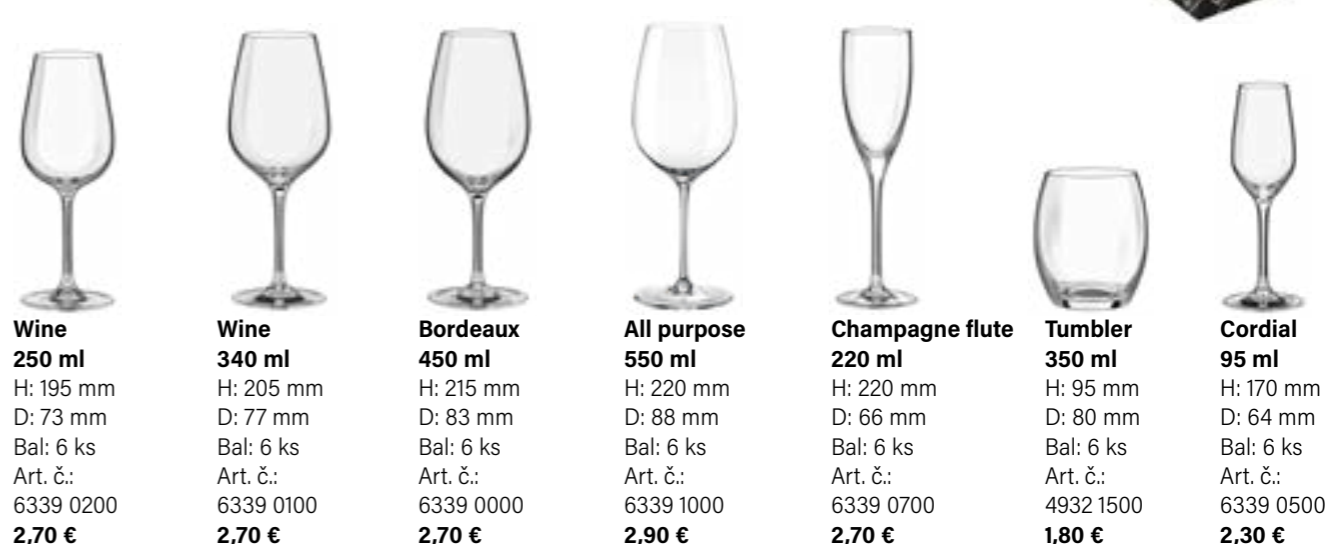 Wine
250 ml
H: 195 mm
D: 73 mm
Bal: 6 ks
Art. č.:
6339 0200
2,70 €
Wine
340 ml
H: 205 mm
D: 77 mm
Bal: 6 ks
Art. č.:
6339 0100
2,70 €
Bordeaux
450 ml
H: 215 mm
D: 83 mm
Bal: 6 ks
Art. č.:
6339 0000
2,70 €
All purpose
550 ml
H: 220 mm
D: 88 mm
Bal: 6 ks
Art. č.:
6339 1000
2,90 €
Champagne flute
220 ml
H: 220 mm
D: 66 mm
Bal: 6 ks
Art. č.:
6339 0700
2,70 €
Tumbler
350 ml
H: 95 mm
D: 80 mm
Bal: 6 ks
Art. č.:
4932 1500
1,80 €
Cordial
95 ml
H: 170 mm
D: 64 mm
Bal: 6 ks
Art. č.:
6339 0500
2,30 €